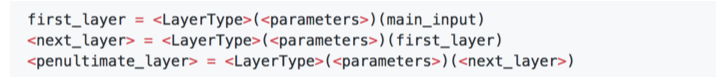 first_layer = <LayerType>(<parameters>)(main_input)
<next_layer> = <LayerType>(<parameters>)(first_layer)
<penultimate_layer> = <LayerType>(<parameters>)(<next_layer>)